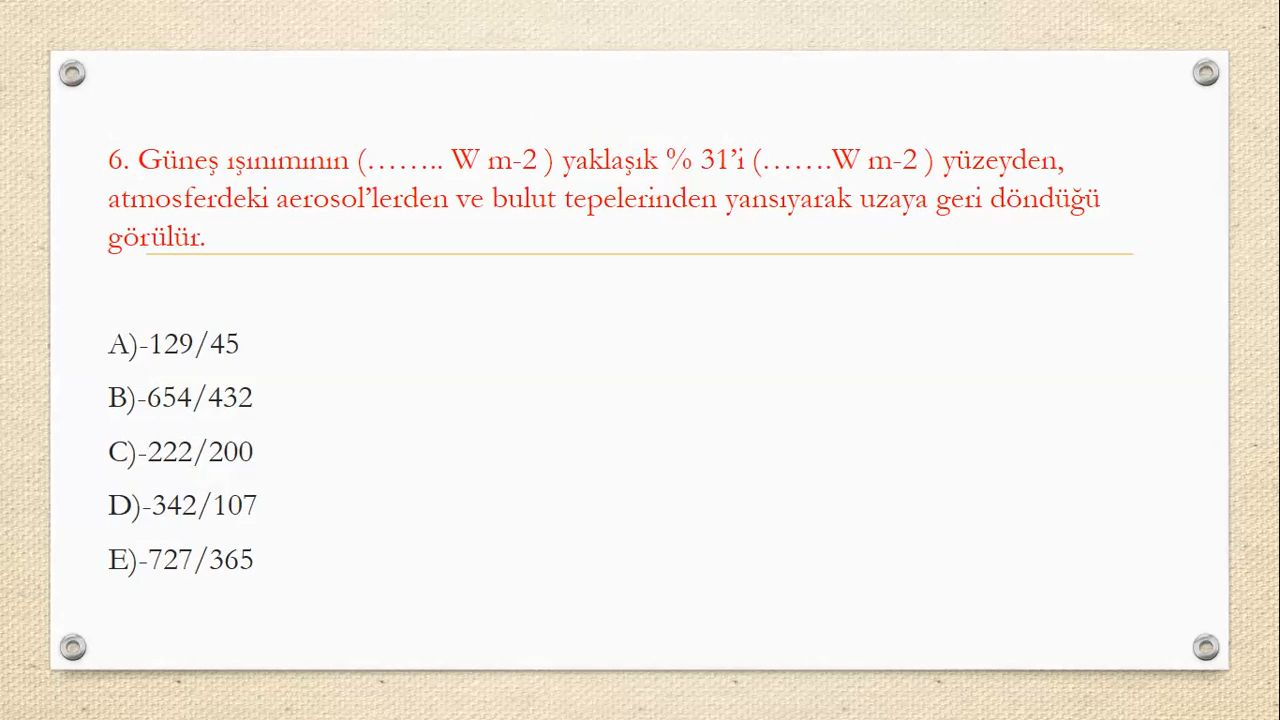 6. Güneş ışınımının (…….. W m-2 ) yaklaşık % 31’i (…….W m-2 ) yüzeyden,
atmosferdeki aerosol’lerden ve bulut tepelerinden yansıyarak uzaya geri döndüğü
görülür.
A)-129/45
B)-654/432
C)-222/200
D)-342/107
E)-727/365